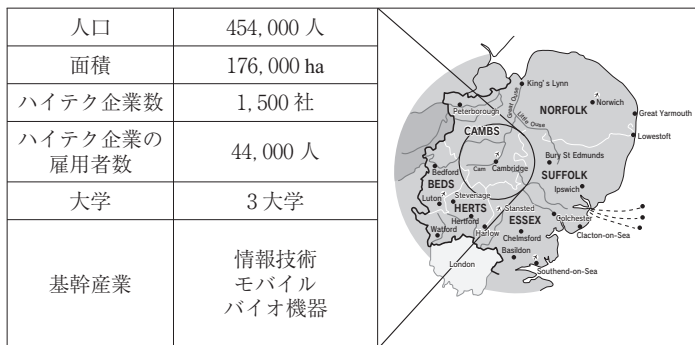 人口 454,000 人
面積 176,000 ha
ハイテク企業数 1,500 社
ハイテク企業の
雇用者数 44,000 人
大学 3 大学
基幹産業 情報技術
モバイル
バイオ機器
King's Lynn
Great Ouse
Little Ouse
NORFOLK
Norwich
Great Yarmouth
Lowestoft
Peterborough
CAMBS
Bury St Edmunds
Cam
Cambridge
SUFFOLK
Ipswich
Bedford
BEDS
Stevenage
Luton
HERTS
Stansted
Hertford
ESSEX
Colchester
Watford
Harlow
Chelmsford
Clacton-on-Sea
Basildon
London
Southend-on-Sea